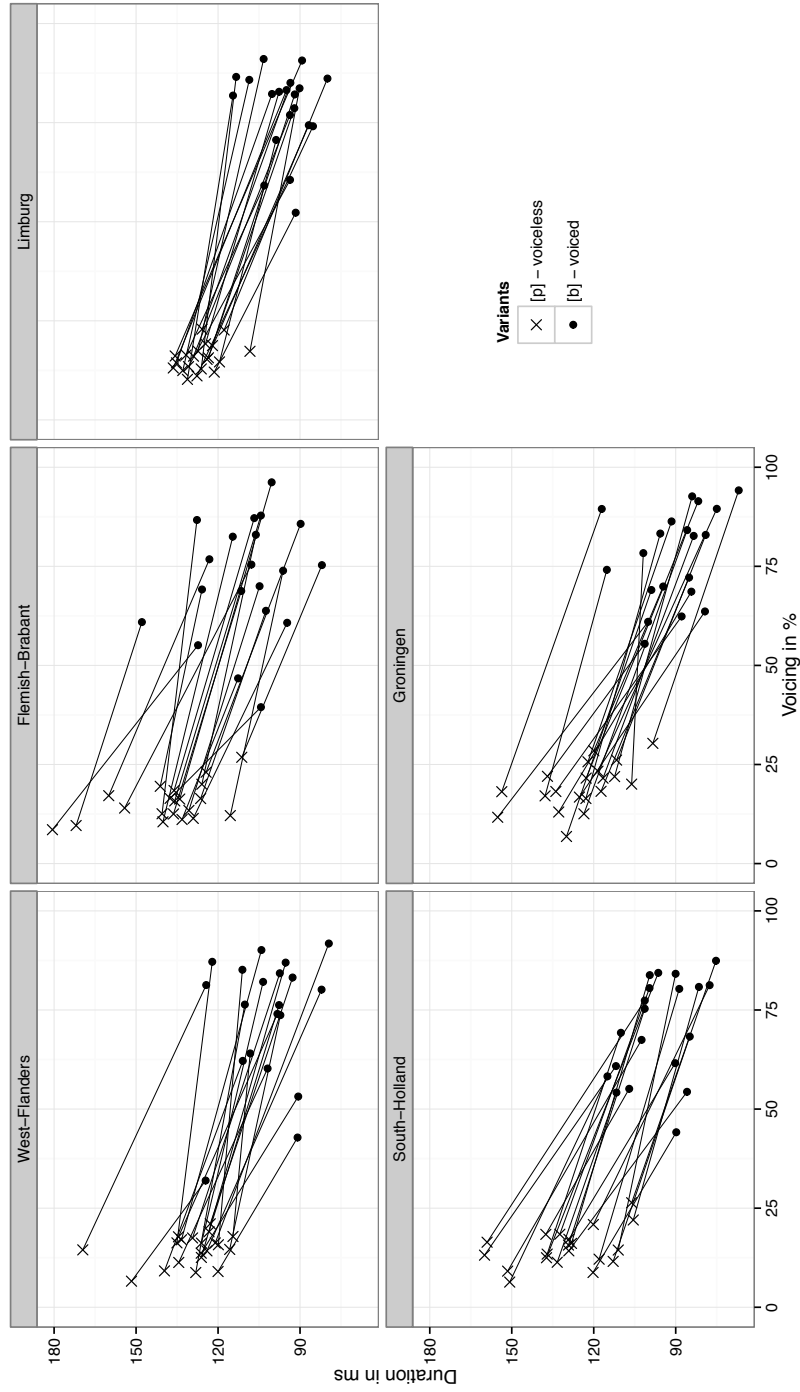 West−Flanders
Flemish−Brabant
Limburg
180
150
120
90
South−Holland
Groningen
180
150
120
90
0
25
50
75
100
0
25
50
75
100
Duration in ms
Voicing in %
Variants
[p] − voiceless
[b] − voiced